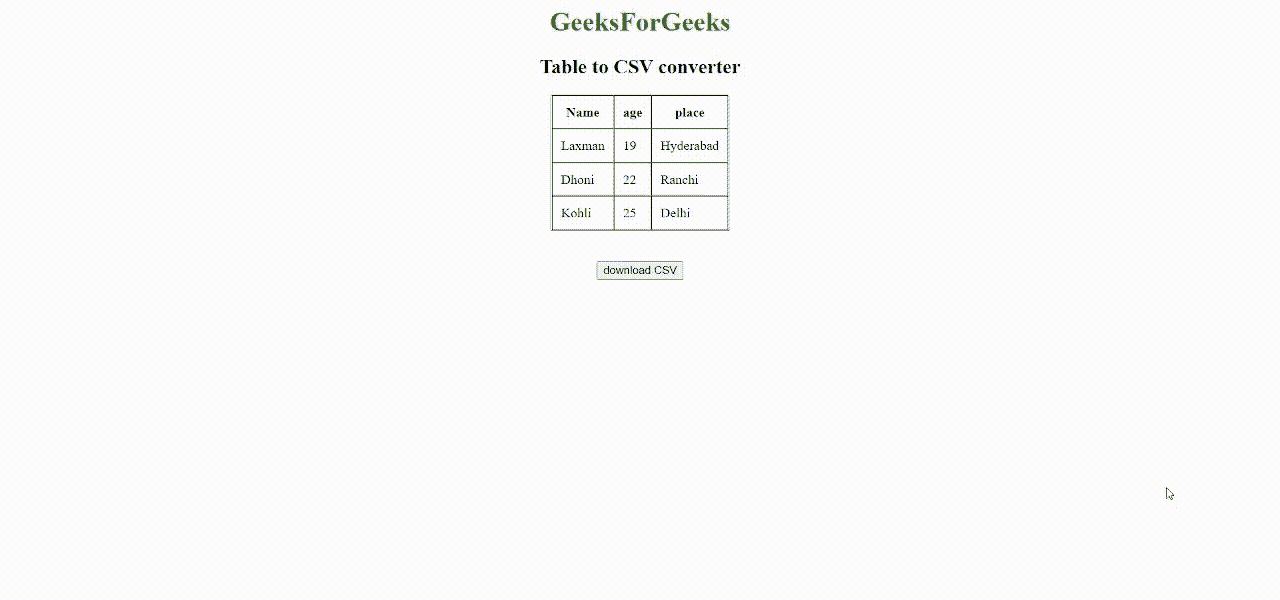 GeeksForGeeks
Table to CSV converter
Name age place
Laxman 19 Hyderabad
Dhoni 22 Ranchi
Kohli 25 Delhi
download CSV